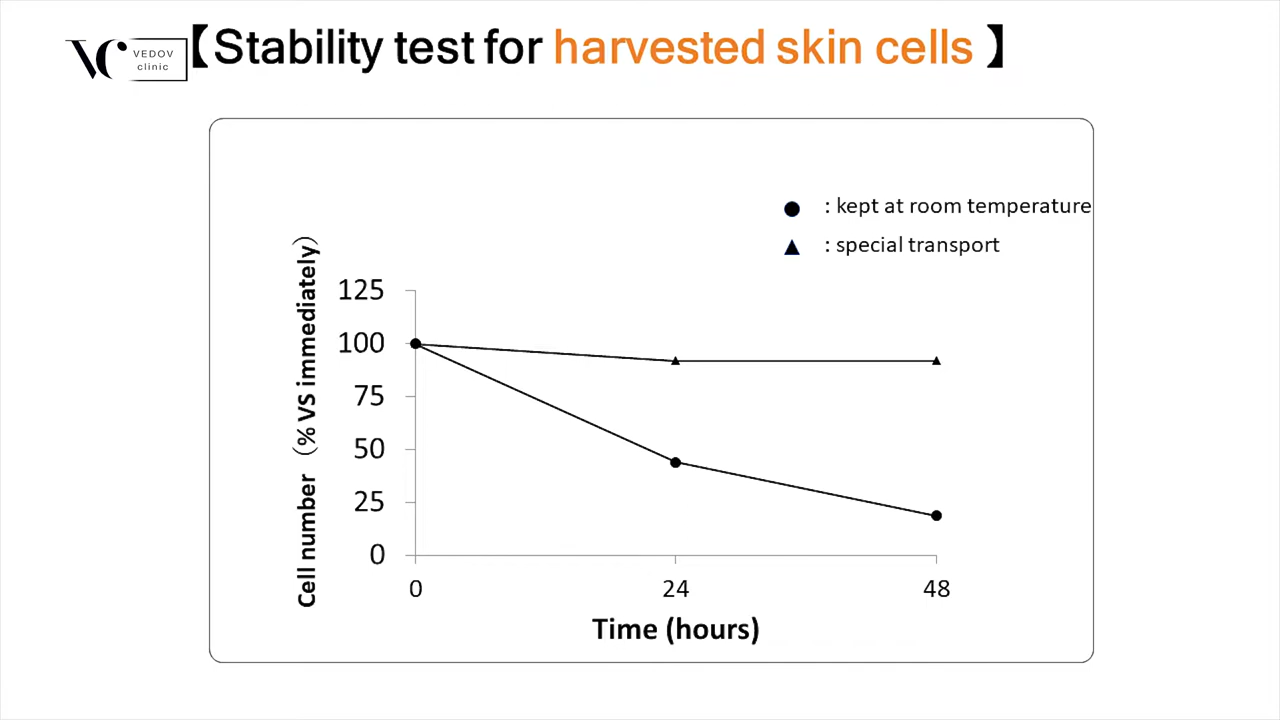 VC VEDOV
clinic
【Stability test for harvested skin cells 】
: kept at room temperature
: special transport
Cell number （% VS immediately）
125
100
75
50
25
0
0 24 48
Time (hours)